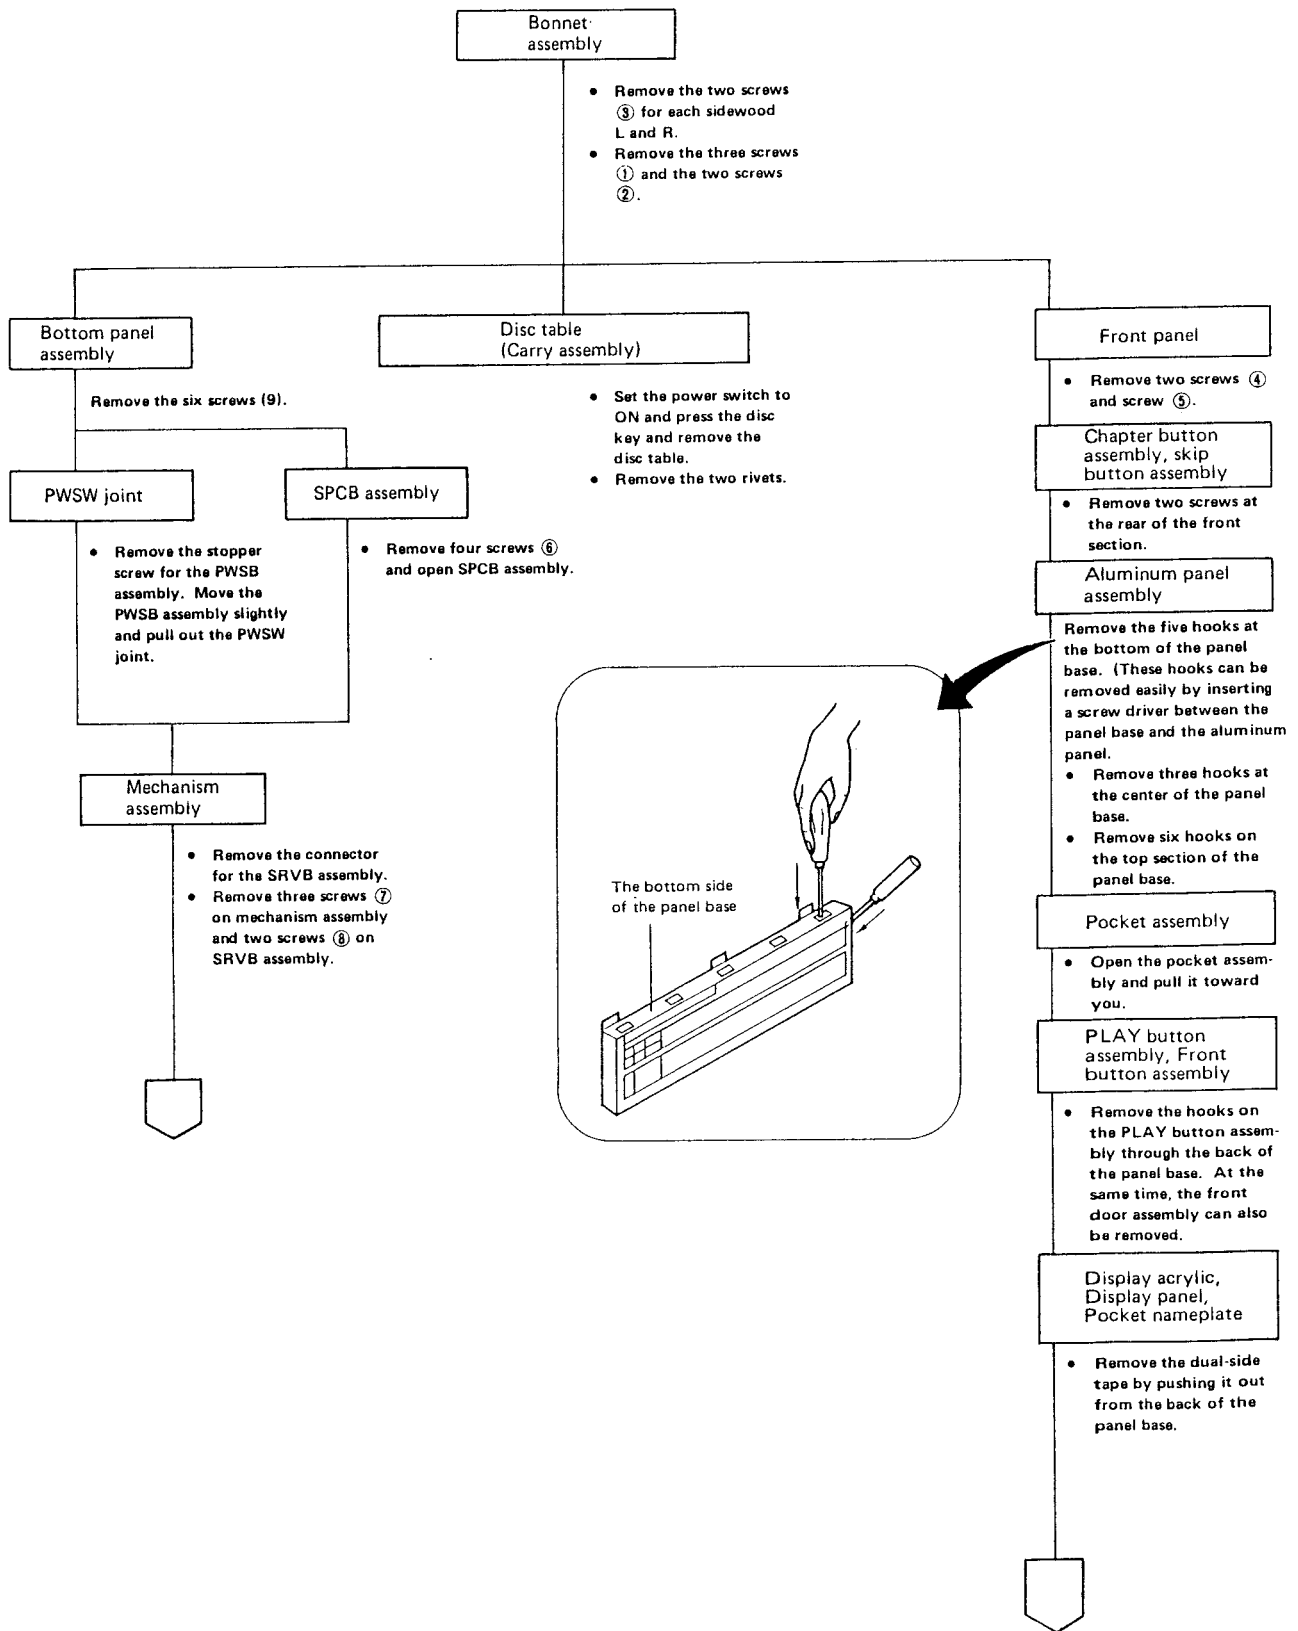 Bonnet
assembly
• Remove the two screws
③ for each sidewood
L and R.
• Remove the three screws
① and the two screws
②.
Bottom panel
assembly
Remove the six screws (9).
PWSW joint
• Remove the stopper
screw for the PWSB
assembly. Move the
PWSB assembly slightly
and pull out the PWSW
joint.
SPCB assembly
• Remove four screws ⑥
and open SPCB assembly.
Mechanism
assembly
• Remove the connector
for the SRVB assembly.
• Remove three screws ⑦
on mechanism assembly
and two screws ⑧ on
SRVB assembly.
Disc table
(Carry assembly)
• Set the power switch to
ON and press the disc
key and remove the
disc table.
• Remove the two rivets.
The bottom side
of the panel base
Front panel
• Remove two screws ④
and screw ⑤.
Chapter button
assembly, skip
button assembly
• Remove two screws at
the rear of the front
section.
Aluminum panel
assembly
Remove the five hooks at
the bottom of the panel
base. (These hooks can be
removed easily by inserting
a screw driver between the
panel base and the aluminum
panel.
• Remove three hooks at
the center of the panel
base.
• Remove six hooks on
the top section of the
panel base.
Pocket assembly
• Open the pocket assem-
bly and pull it toward
you.
PLAY button
assembly, Front
button assembly
• Remove the hooks on
the PLAY button assem-
bly through the back of
the panel base. At the
same time, the front
door assembly can also
be removed.
Display acrylic,
Display panel,
Pocket nameplate
• Remove the dual-side
tape by pushing it out
from the back of the
panel base.